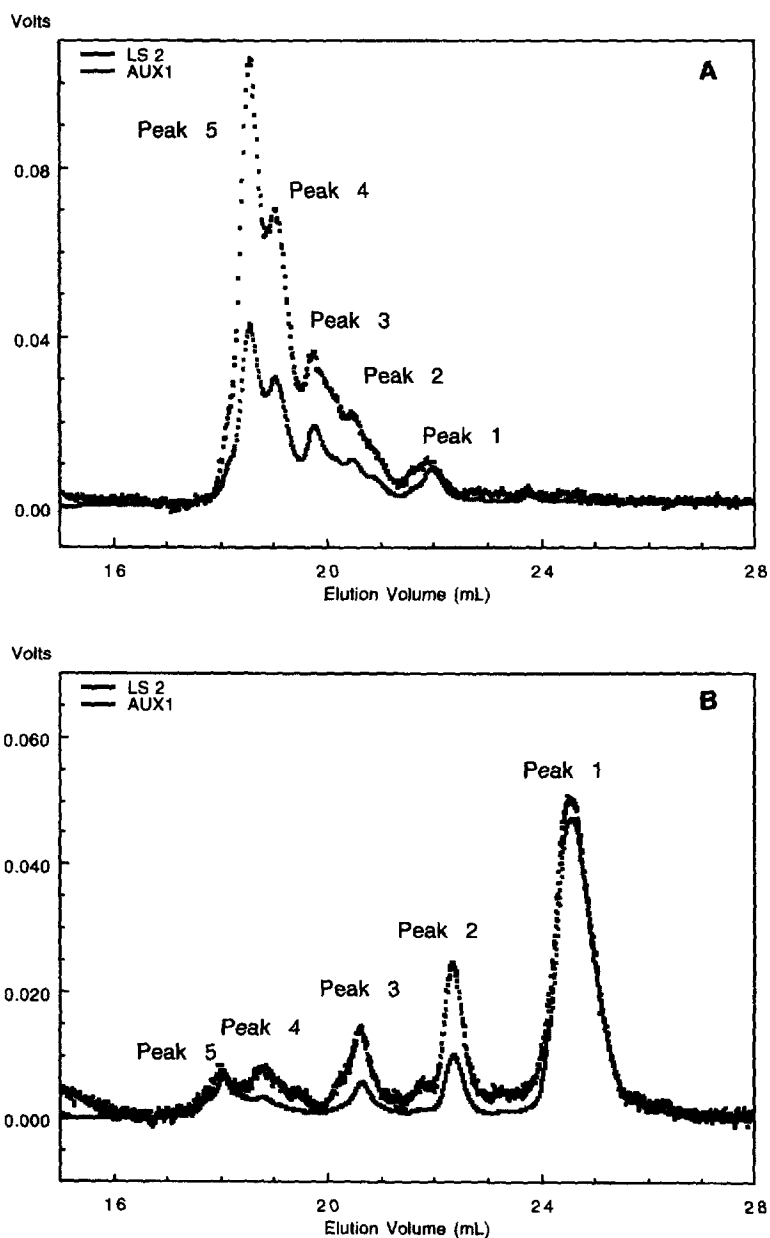 Volts
LS 2
AUX1
A
Peak 5
Peak 4
0.08
Peak 3
0.04
Peak 2
Peak 1
0.00
16 20 24 28
Elution Volume (mL)
Volts
LS 2
AUX1
B
0.060
Peak 1
0.040
Peak 2
0.020
Peak 3
Peak 4
Peak 5
0.000
16 20 24 28
Elution Volume (mL)